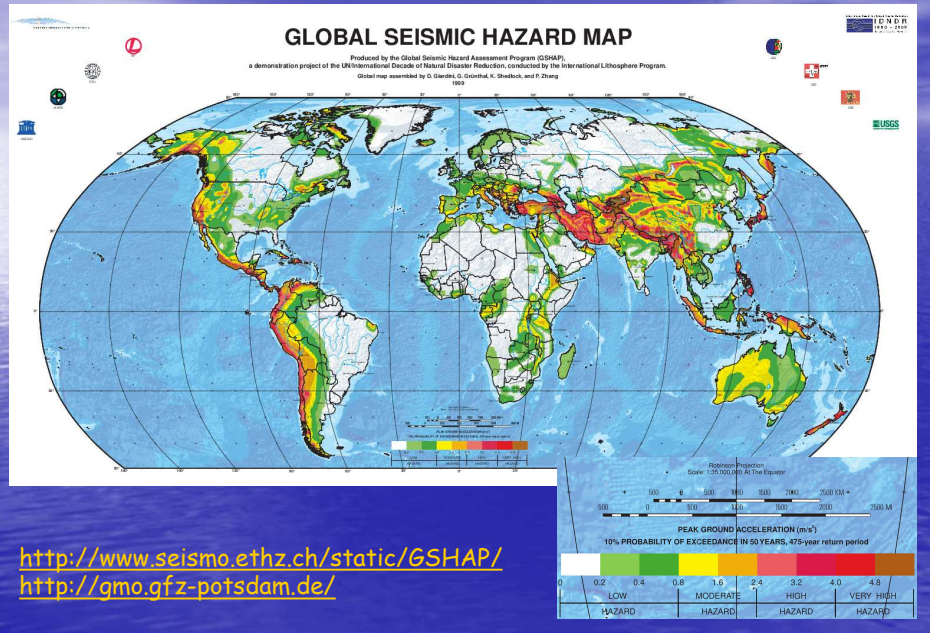 GLOBAL SEISMIC HAZARD MAP
Produced by the Global Seismic Hazard Assessment Program (GSHAP),
a demonstration project of the UN/International Decade of Natural Disaster Reduction, conducted by the International Lithosphere Program.
Global map assembled by D. Giardini, G. Grünthal, K. Shedlock, and P. Zhang
1999
IDNDR
USGS
Robinson Projection
Scale: 1:35,000,000 At The Equator
500 0 500 1000 1500 2000 2500 KM
500 0 500 1000 1500 2000 2500 MI
PEAK GROUND ACCELERATION (m/s²)
10% PROBABILITY OF EXCEEDANCE IN 50 YEARS, 475-year return period
0 0.2 0.4 0.8 1.6 2.4 3.2 4.0 4.8
LOW MODERATE HIGH VERY HIGH
HAZARD HAZARD HAZARD HAZARD
http://www.seismo.ethz.ch/static/GSHAP/
http://gmo.gfz-potsdam.de/